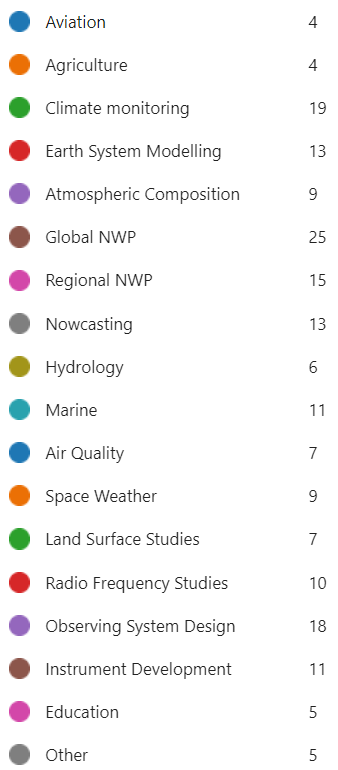 Aviation 4
Agriculture 4
Climate monitoring 19
Earth System Modelling 13
Atmospheric Composition 9
Global NWP 25
Regional NWP 15
Nowcasting 13
Hydrology 6
Marine 11
Air Quality 7
Space Weather 9
Land Surface Studies 7
Radio Frequency Studies 10
Observing System Design 18
Instrument Development 11
Education 5
Other 5